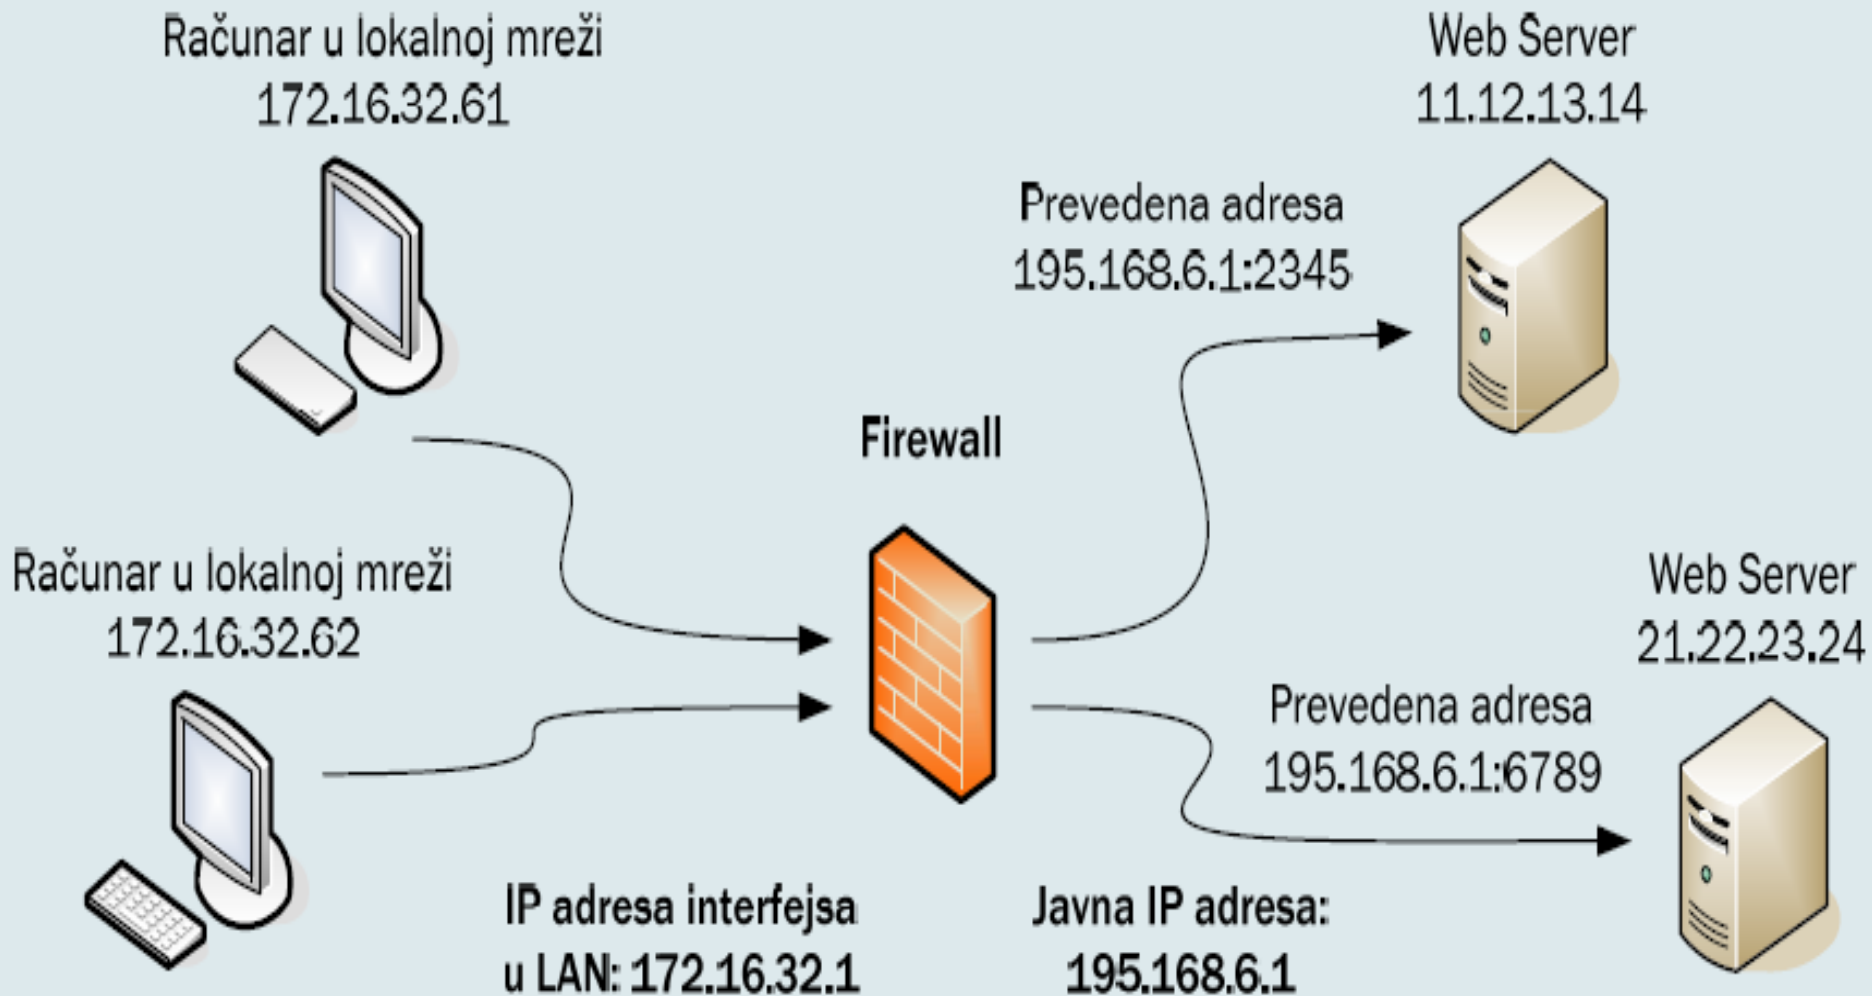 Računar u lokalnoj mreži
172.16.32.61
Web Server
11.12.13.14
Prevedena adresa
195.168.6.1:2345
Firewall
Računar u lokalnoj mreži
172.16.32.62
Web Server
21.22.23.24
Prevedena adresa
195.168.6.1:6789
IP adresa interfejsa
u LAN: 172.16.32.1
Javna IP adresa:
195.168.6.1